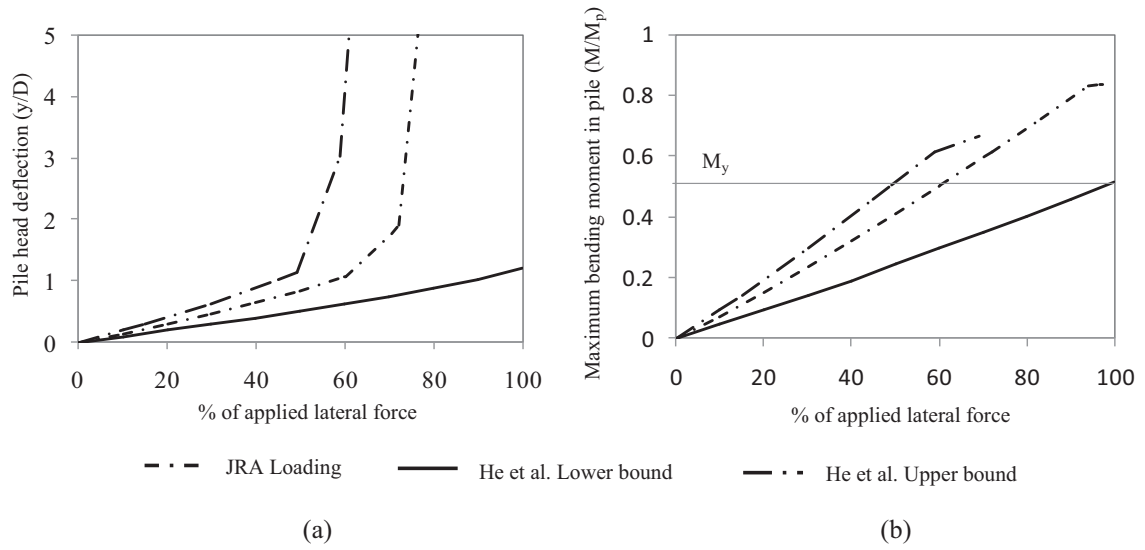 Pile head deflection (y/D)
5
4
3
2
1
0
0 20 40 60 80 100
% of applied lateral force
Maximum bending moment in pile (M/Mp)
1
0.8
0.6
0.4
0.2
0
My
0 20 40 60 80 100
% of applied lateral force
JRA Loading
He et al. Lower bound
He et al. Upper bound
(a)
(b)